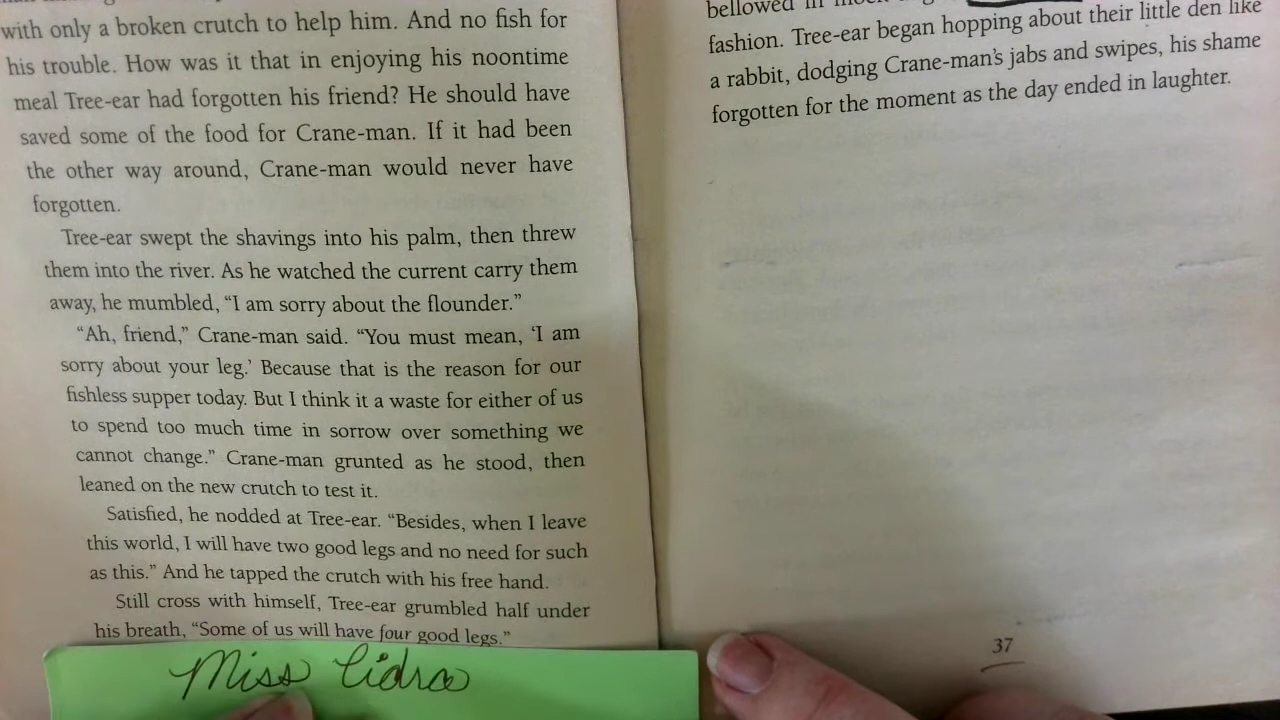 with only a broken crutch to help him. And no fish for
his trouble. How was it that in enjoying his noontime
meal Tree-ear had forgotten his friend? He should have
saved some of the food for Crane-man. If it had been
the other way around, Crane-man would never have
forgotten.
Tree-ear swept the shavings into his palm, then threw
them into the river. As he watched the current carry them
away, he mumbled, “I am sorry about the flounder.”
“Ah, friend,” Crane-man said. “You must mean, ‘I am
sorry about your leg.’ Because that is the reason for our
fishless supper today. But I think it a waste for either of us
to spend too much time in sorrow over something we
cannot change.” Crane-man grunted as he stood, then
leaned on the new crutch to test it.
Satisfied, he nodded at Tree-ear. “Besides, when I leave
this world, I will have two good legs and no need for such
as this.” And he tapped the crutch with his free hand.
Still cross with himself, Tree-ear grumbled half under
his breath, “Some of us will have four good legs.”
Miss Cidra
bellowed in mock
fashion. Tree-ear began hopping about their little den like
a rabbit, dodging Crane-man’s jabs and swipes, his shame
forgotten for the moment as the day ended in laughter.
37